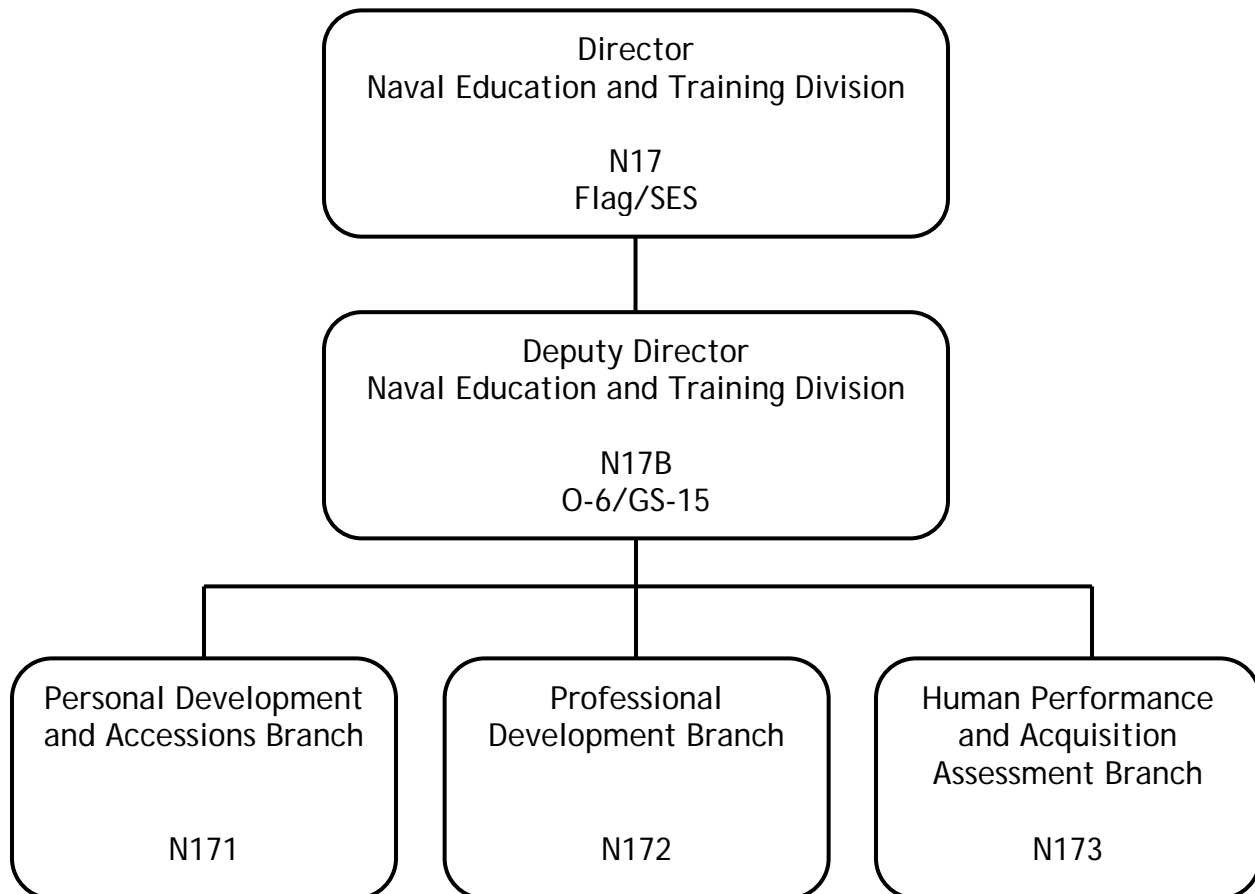 Director
Naval Education and Training Division
N17
Flag/SES
Deputy Director
Naval Education and Training Division
N17B
O-6/GS-15
Personal Development
and Accessions Branch
N171
Professional
Development Branch
N172
Human Performance
and Acquisition
Assessment Branch
N173